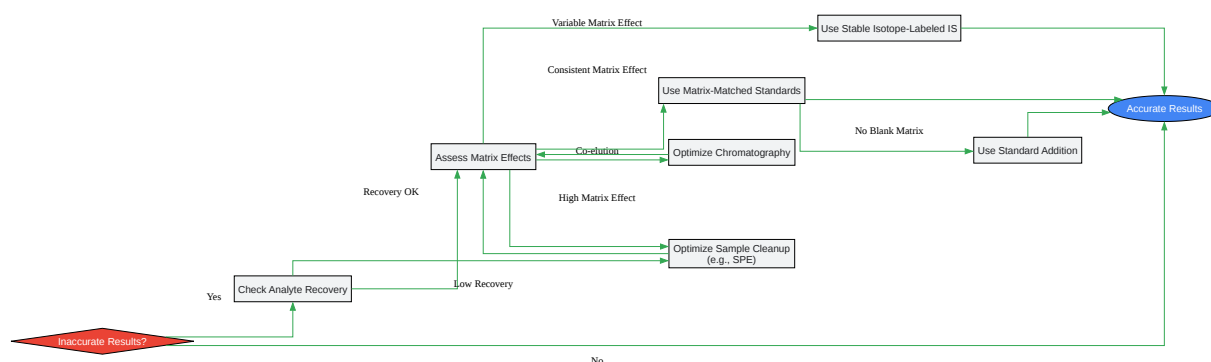 Variable Matrix Effect
Use Stable Isotope-Labeled IS
Consistent Matrix Effect
Use Matrix-Matched Standards
Accurate Results
No Blank Matrix
Co-elution
Optimize Chromatography
Use Standard Addition
Assess Matrix Effects
Recovery OK
High Matrix Effect
Optimize Sample Cleanup
(e.g., SPE)
Check Analyte Recovery
Low Recovery
Yes
Inaccurate Results?
No